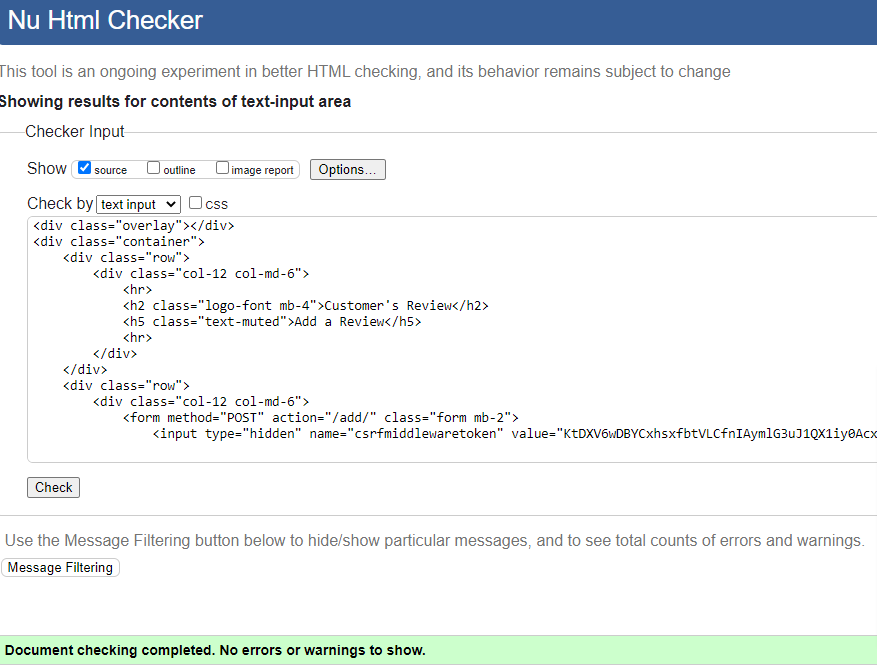 Nu Html Checker
This tool is an ongoing experiment in better HTML checking, and its behavior remains subject to change
Showing results for contents of text-input area
Checker Input
Show source outline image report Options...
Check by text input css
<div class="overlay"></div>
<div class="container">
    <div class="row">
        <div class="col-12 col-md-6">
            <hr>
            <h2 class="logo-font mb-4">Customer's Review</h2>
            <h5 class="text-muted">Add a Review</h5>
            <hr>
        </div>
    </div>
    <div class="row">
        <div class="col-12 col-md-6">
            <form method="POST" action="/add/" class="form mb-2">
                <input type="hidden" name="csrfmiddlewaretoken" value="KtDXV6wDBYCxhsxfbtVLCfnIAymlG3uJ1QX1iy0Acx
Check
Use the Message Filtering button below to hide/show particular messages, and to see total counts of errors and warnings.
Message Filtering
Document checking completed. No errors or warnings to show.